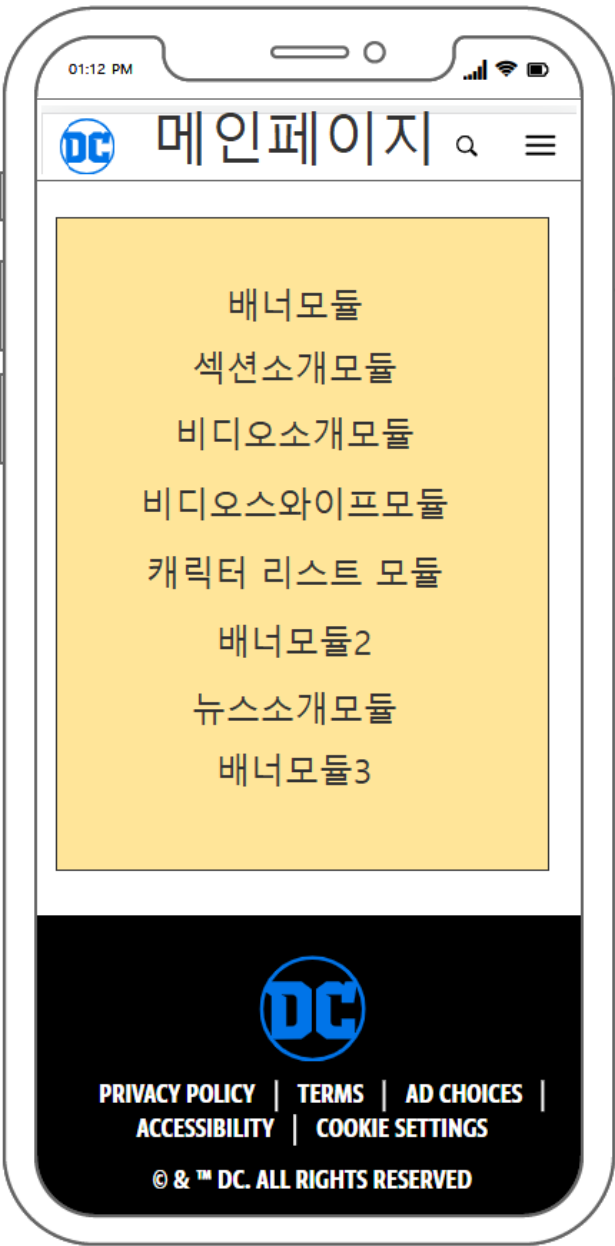 01:12 PM
DC 메인페이지
배너모듈
섹션소개모듈
비디오소개모듈
비디오스와이프모듈
캐릭터 리스트 모듈
배너모듈2
뉴스소개모듈
배너모듈3
DC
PRIVACY POLICY | TERMS | AD CHOICES |
ACCESSIBILITY | COOKIE SETTINGS
© & ™ DC. ALL RIGHTS RESERVED